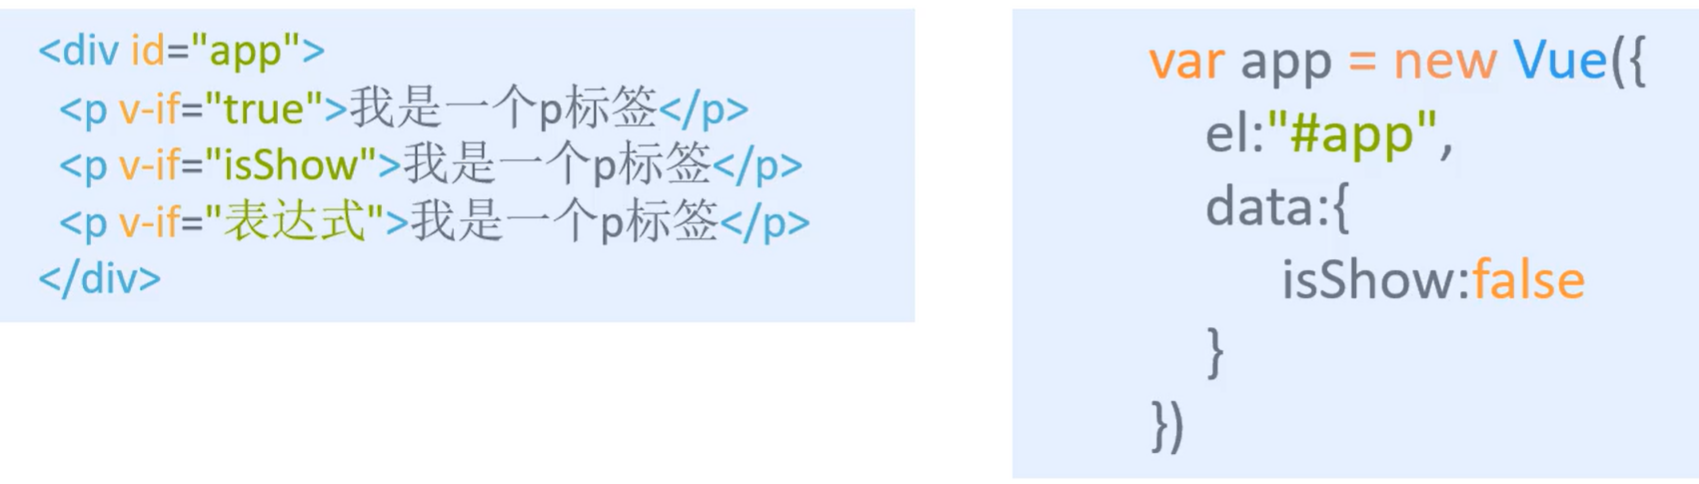 <div id="app">
<p v-if="true">我是一个p标签</p>
<p v-if="isShow">我是一个p标签</p>
<p v-if="表达式">我是一个p标签</p>
</div>
var app = new Vue({
el:"#app",
data:{
isShow:false
}
})